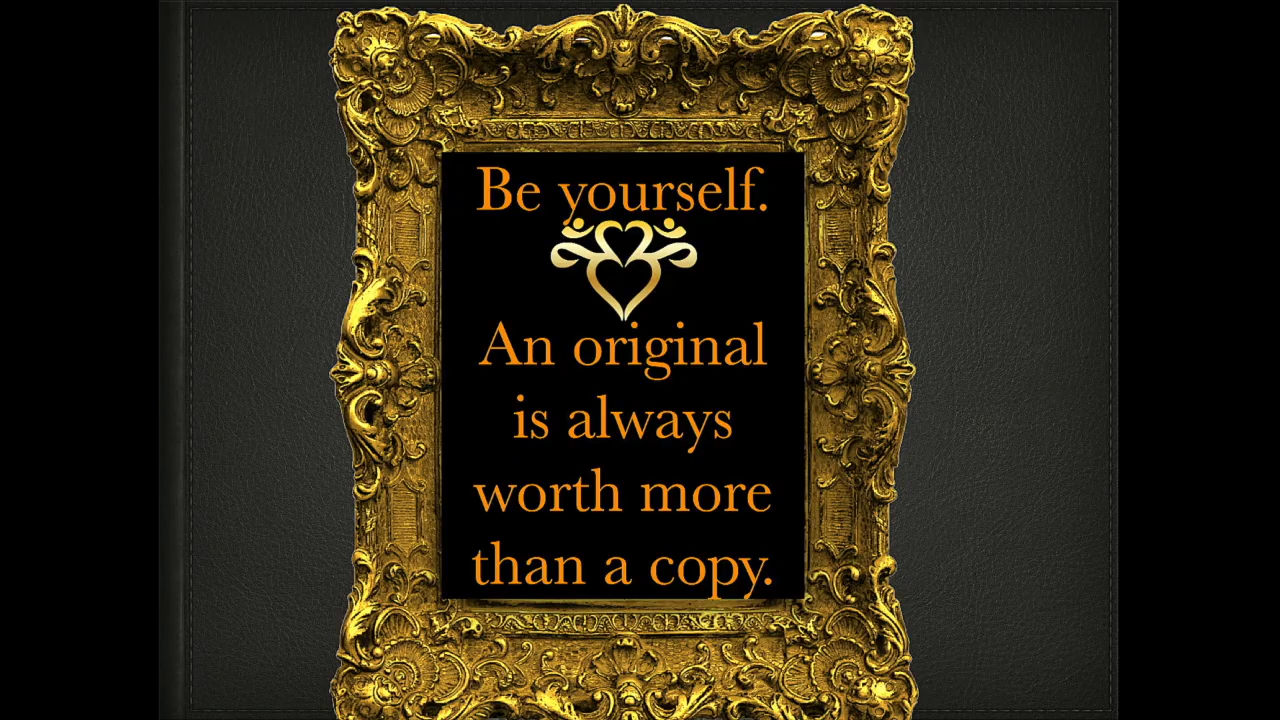 Be yourself.
An original
is always
worth more
than a copy.